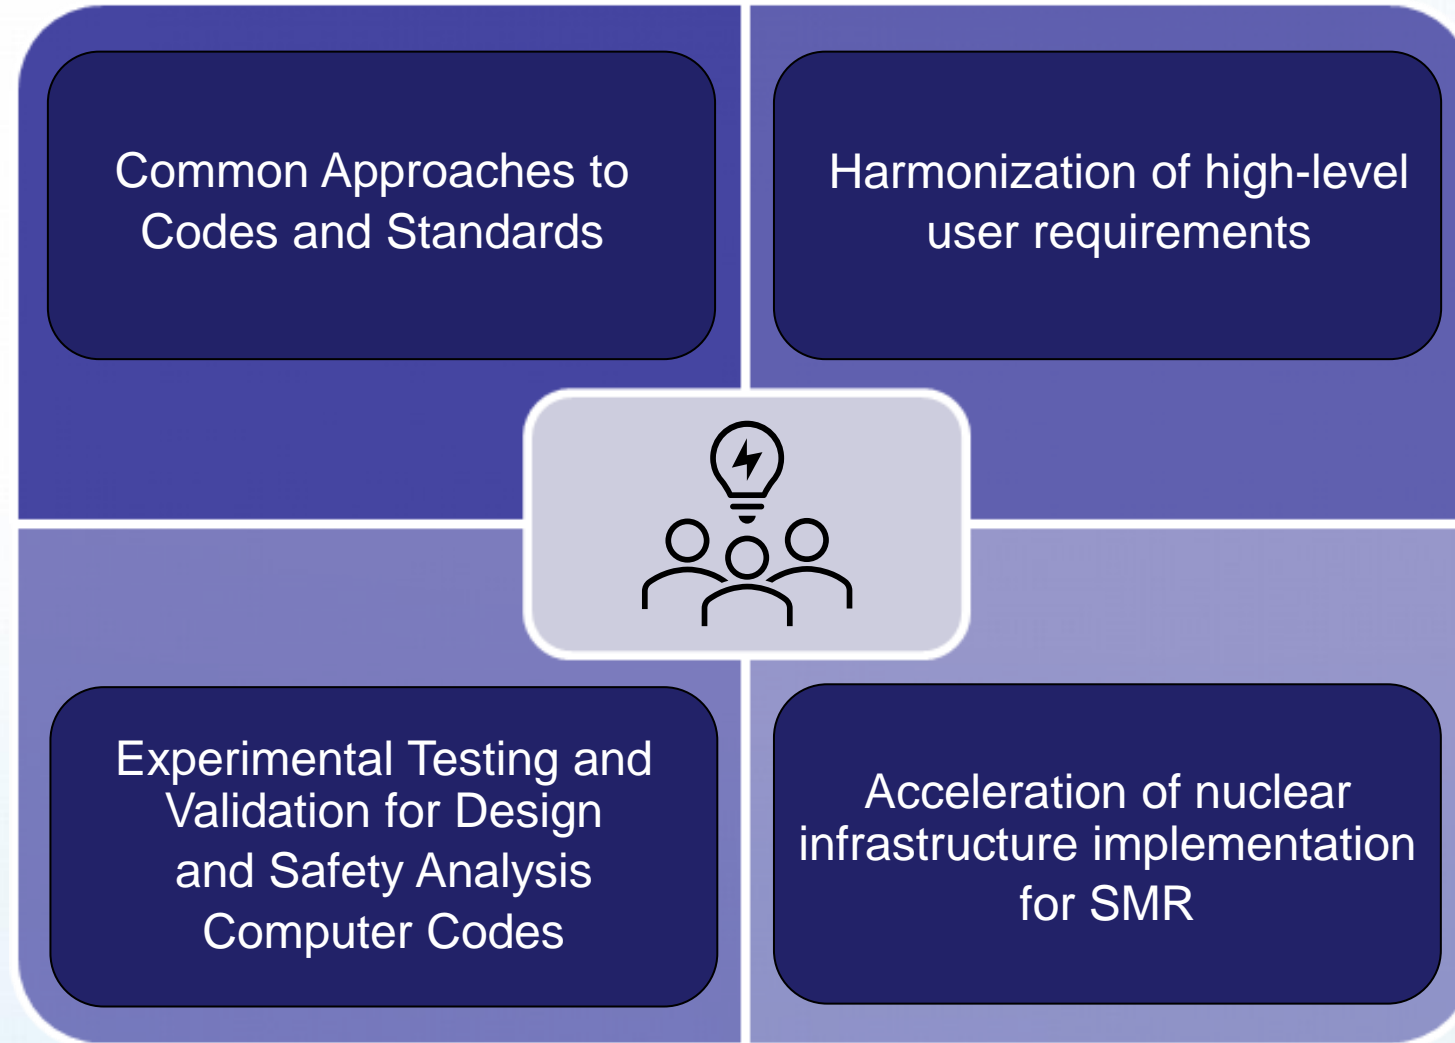 Common Approaches to
Codes and Standards
Harmonization of high-level
user requirements
Experimental Testing and
Validation for Design
and Safety Analysis
Computer Codes
Acceleration of nuclear
infrastructure implementation
for SMR